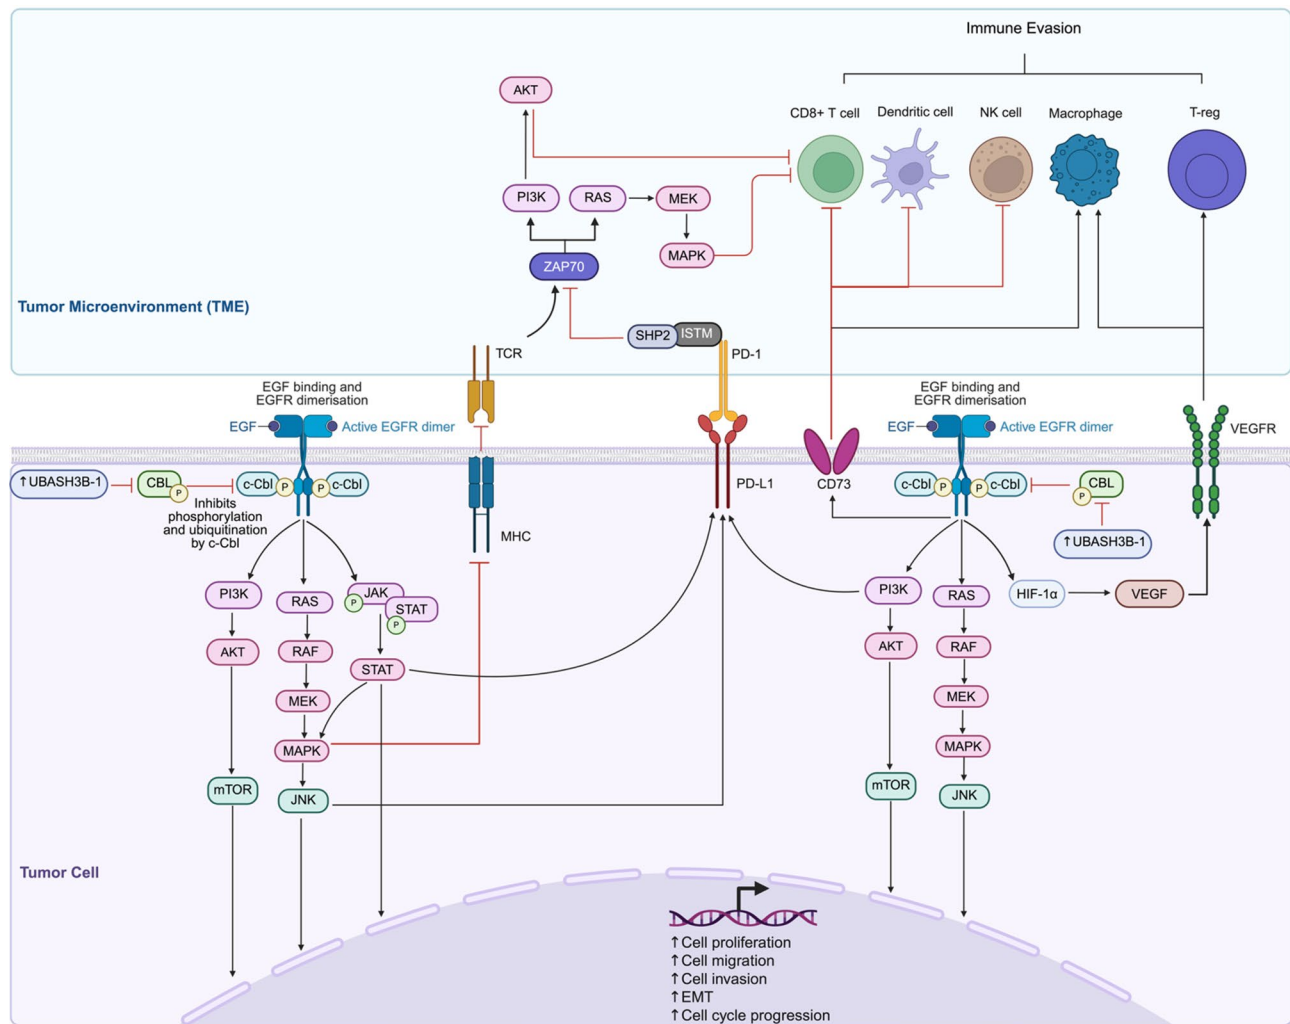 Immune Evasion
CD8+ T cell
Dendritic cell
NK cell
Macrophage
T-reg
AKT
PI3K
RAS
MEK
MAPK
ZAP70
Tumor Microenvironment (TME)
SHP2
ISTM
TCR
PD-1
EGF binding and
EGFR dimerisation
EGF
Active EGFR dimer
EGF binding and
EGFR dimerisation
EGF
Active EGFR dimer
VEGFR
↑UBASH3B-1
CBL
P
c-Cbl
P
P
c-Cbl
Inhibits
phosphorylation
and ubiquitination
by c-Cbl
MHC
PD-L1
CD73
c-Cbl
P
P
c-Cbl
CBL
P
↑UBASH3B-1
PI3K
RAS
JAK
P
STAT
P
AKT
RAF
STAT
MEK
MAPK
mTOR
JNK
PI3K
RAS
HIF-1α
VEGF
AKT
RAF
MEK
MAPK
mTOR
JNK
Tumor Cell
↑Cell proliferation
↑Cell migration
↑Cell invasion
↑EMT
↑Cell cycle progression